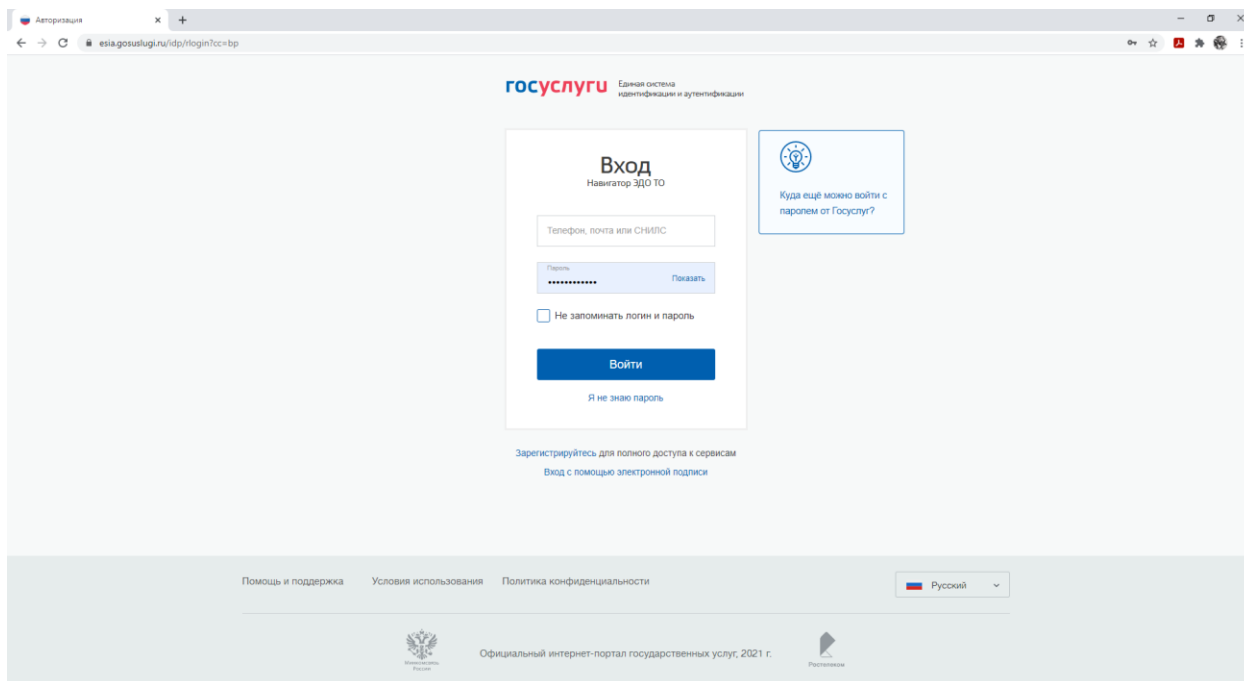 Авторизация
esia.gosuslugi.ru/idp/rlogin?cc=bp
госуслуги
Единая система
идентификации и аутентификации
Вход
Навигатор ЭДО ТО
Телефон, почта или СНИЛС
Пароль
••••••••••••
Показать
Не запоминать логин и пароль
Войти
Я не знаю пароль
Куда ещё можно войти с
паролем от Госуслуг?
Зарегистрируйтесь для полного доступа к сервисам
Вход с помощью электронной подписи
Помощь и поддержка
Условия использования
Политика конфиденциальности
Русский
Минкомсвязь
России
Официальный интернет-портал государственных услуг, 2021 г.
Ростелеком